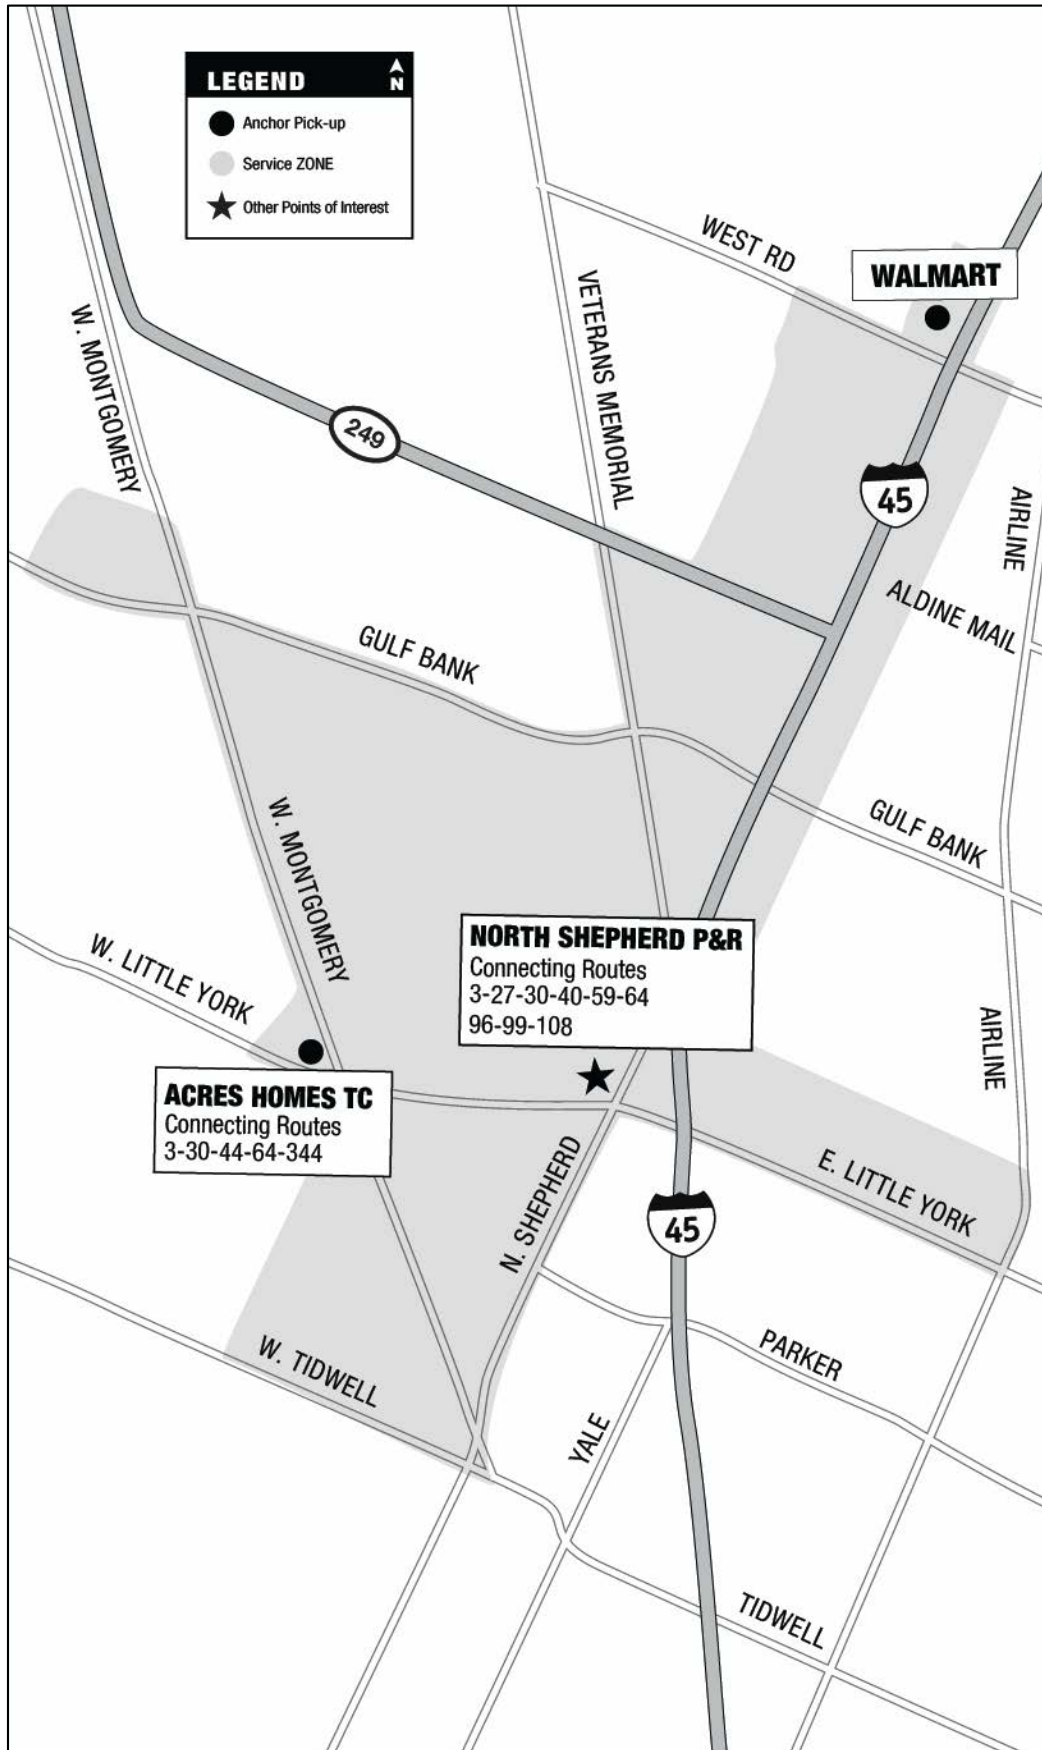 LEGEND
N
Anchor Pick-up
Service ZONE
Other Points of Interest
WEST RD
WALMART
W. MONTGOMERY
VETERANS MEMORIAL
249
45
AIRLINE
ALDINE MAIL
GULF BANK
W. MONTGOMERY
GULF BANK
NORTH SHEPHERD P&R
Connecting Routes
3-27-30-40-59-64
96-99-108
W. LITTLE YORK
AIRLINE
ACRES HOMES TC
Connecting Routes
3-30-44-64-344
N. SHEPHERD
E. LITTLE YORK
45
W. TIDWELL
PARKER
YALE
TIDWELL